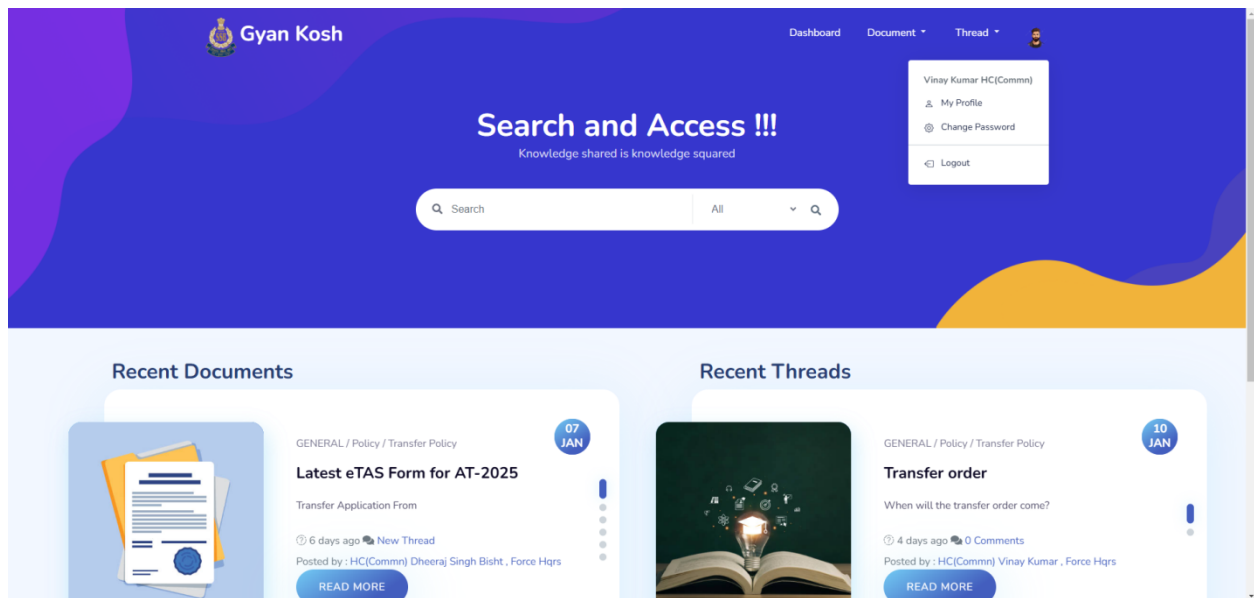 Gyan Kosh
Dashboard Document Thread
Vinay Kumar HC(Commn)
My Profile
Change Password
Logout
Search and Access !!!
Knowledge shared is knowledge squared
Search All
Recent Documents
07
JAN
GENERAL / Policy / Transfer Policy
Latest eTAS Form for AT-2025
Transfer Application From
6 days ago New Thread
Posted by : HC(Commn) Dheeraj Singh Bisht , Force Hqrs
READ MORE
Recent Threads
10
JAN
GENERAL / Policy / Transfer Policy
Transfer order
When will the transfer order come?
4 days ago 0 Comments
Posted by : HC(Commn) Vinay Kumar , Force Hqrs
READ MORE